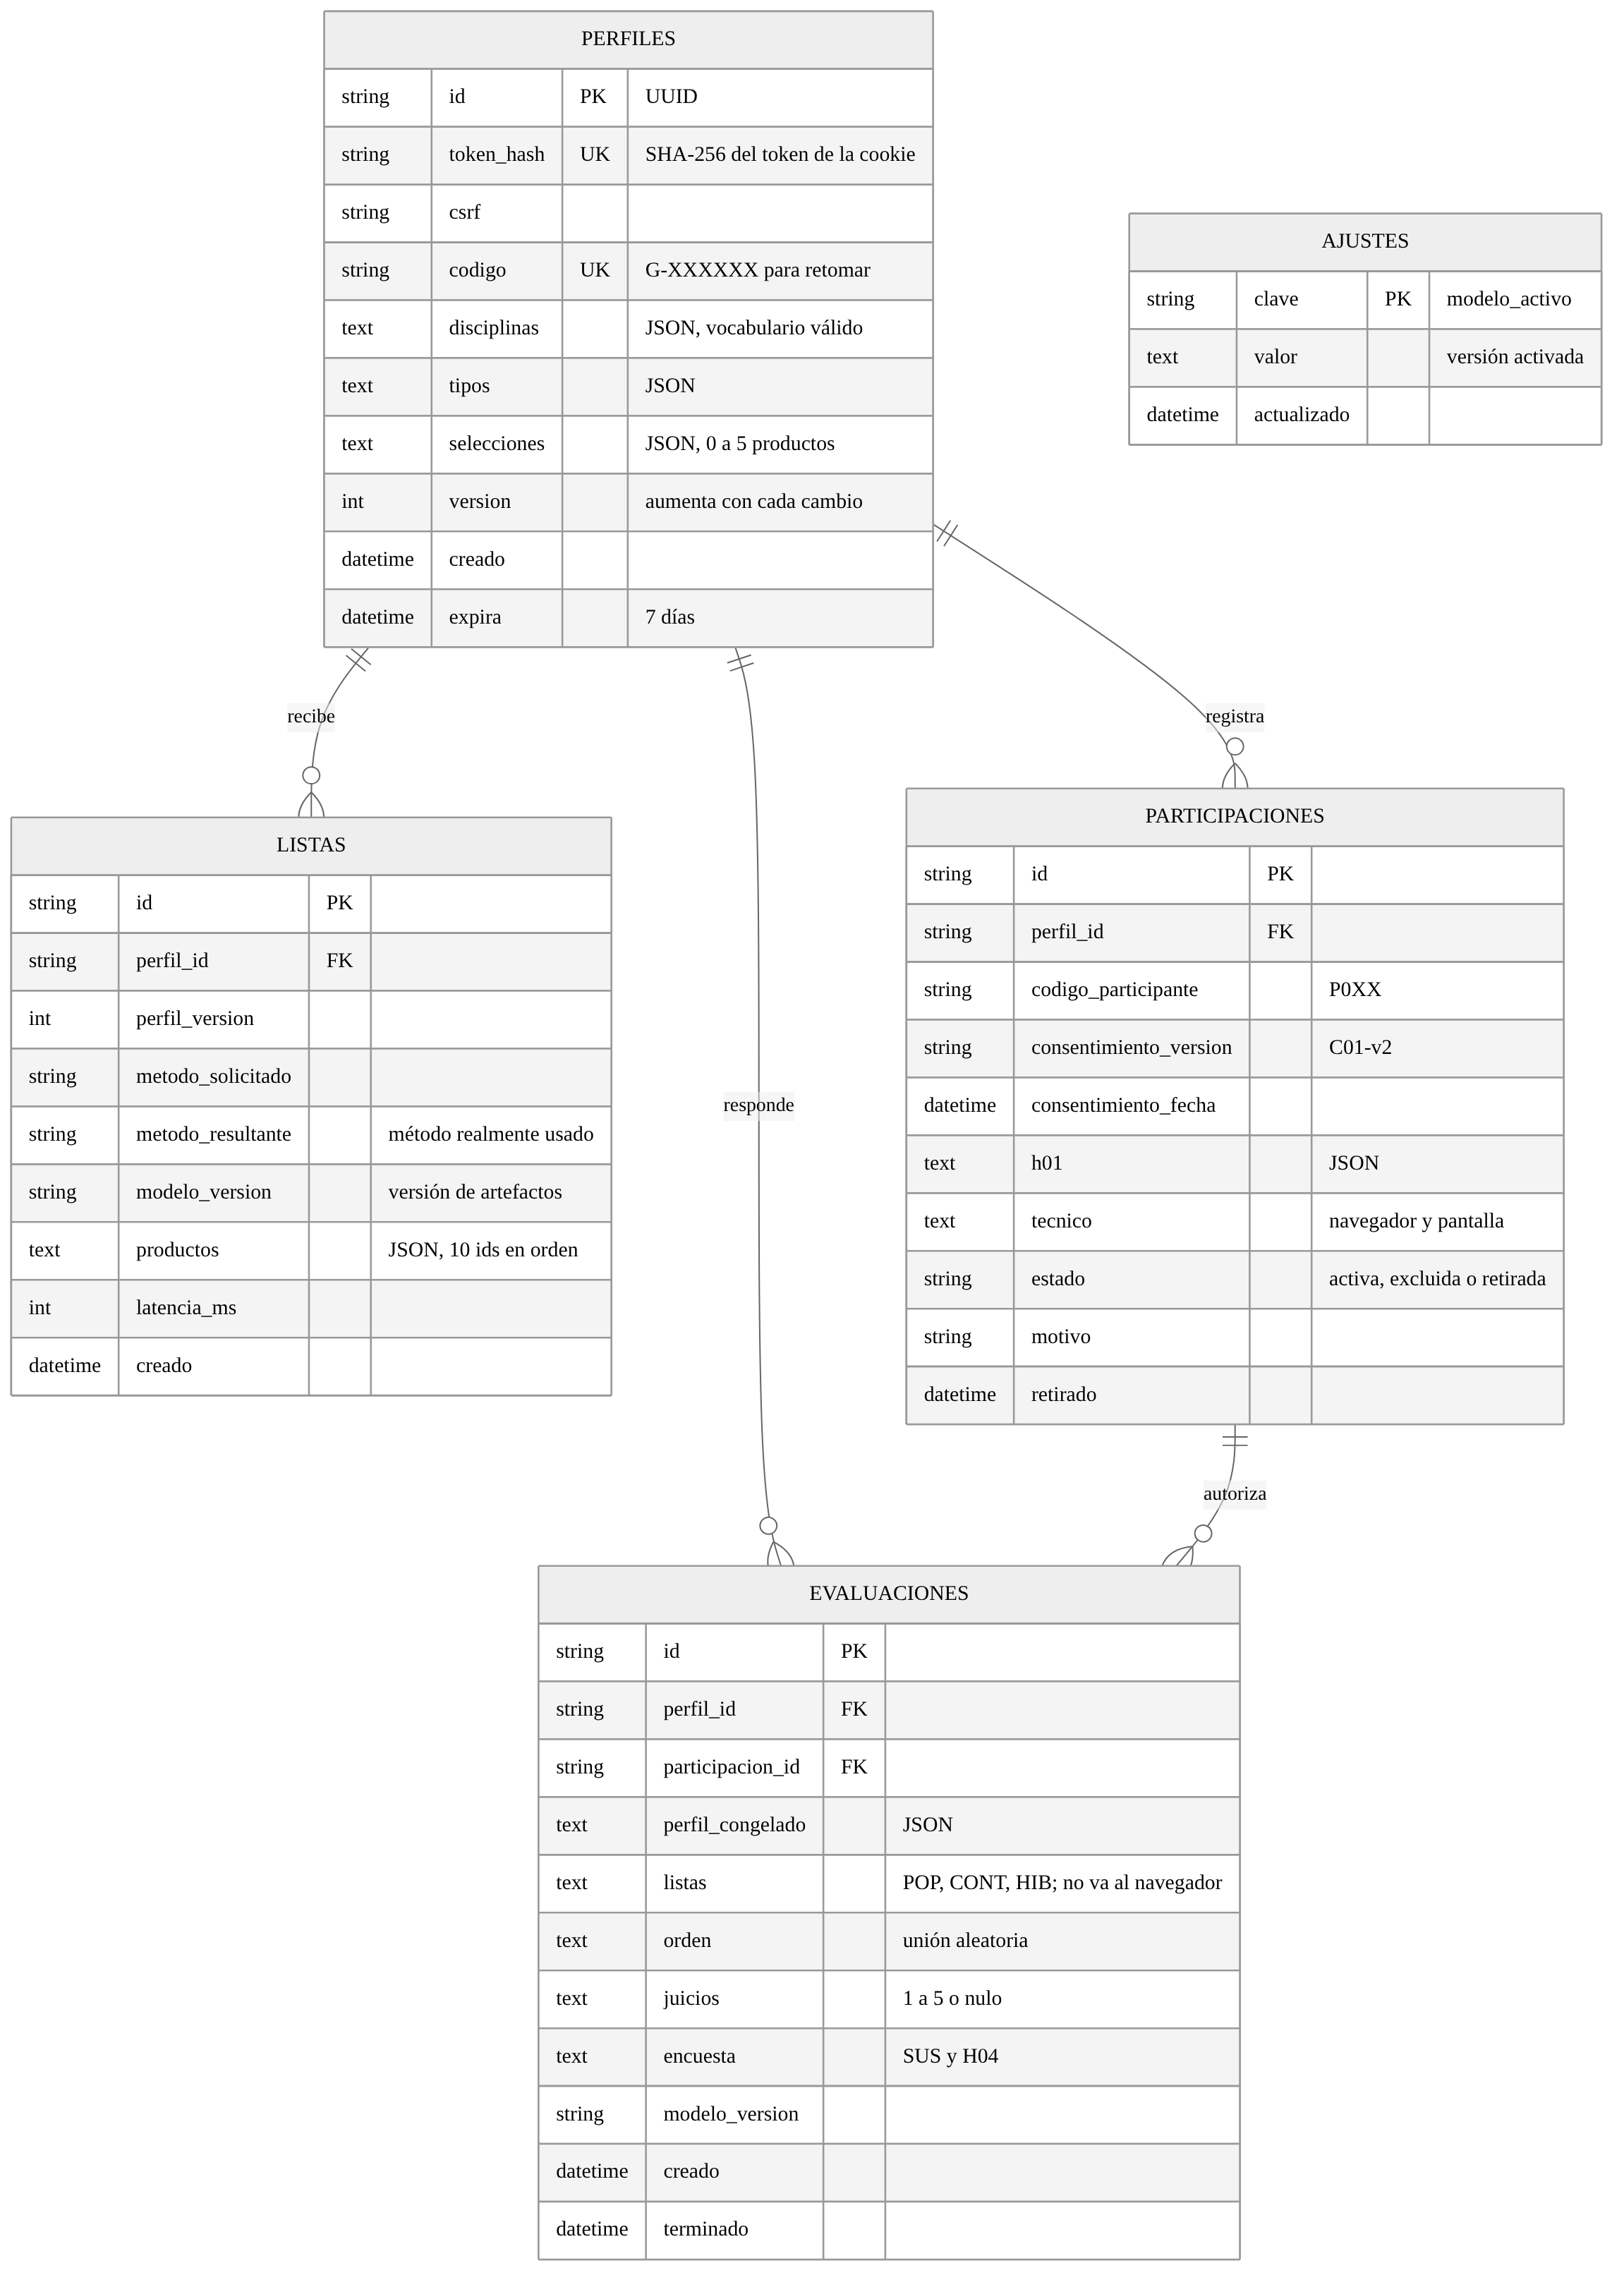 PERFILES
string id PK UUID
string token_hash UK SHA-256 del token de la cookie
string csrf
string codigo UK G-XXXXXX para retomar
text disciplinas JSON, vocabulario válido
text tipos JSON
text selecciones JSON, 0 a 5 productos
int version aumenta con cada cambio
datetime creado
datetime expira 7 días
AJUSTES
string clave PK modelo_activo
text valor versión activada
datetime actualizado
recibe
registra
responde
autoriza
LISTAS
string id PK
string perfil_id FK
int perfil_version
string metodo_solicitado
string metodo_resultante método realmente usado
string modelo_version versión de artefactos
text productos JSON, 10 ids en orden
int latencia_ms
datetime creado
PARTICIPACIONES
string id PK
string perfil_id FK
string codigo_participante P0XX
string consentimiento_version C01-v2
datetime consentimiento_fecha
text h01 JSON
text tecnico navegador y pantalla
string estado activa, excluida o retirada
string motivo
datetime retirado
EVALUACIONES
string id PK
string perfil_id FK
string participacion_id FK
text perfil_congelado JSON
text listas POP, CONT, HIB; no va al navegador
text orden unión aleatoria
text juicios 1 a 5 o nulo
text encuesta SUS y H04
string modelo_version
datetime creado
datetime terminado